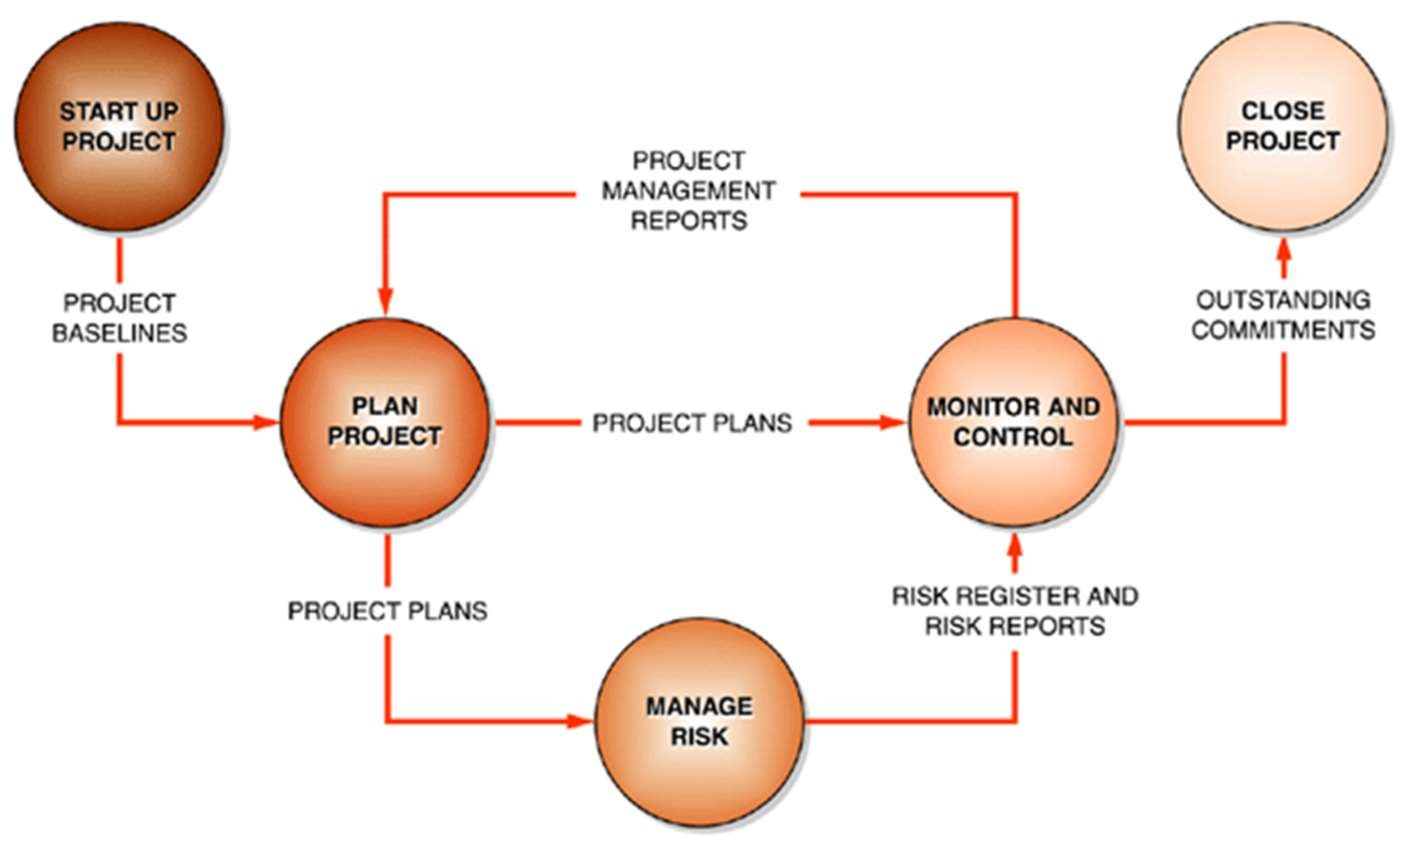 START UP
PROJECT
CLOSE
PROJECT
PROJECT
MANAGEMENT
REPORTS
PROJECT
BASELINES
OUTSTANDING
COMMITMENTS
PLAN
PROJECT
PROJECT PLANS
MONITOR AND
CONTROL
PROJECT PLANS
RISK REGISTER AND
RISK REPORTS
MANAGE
RISK